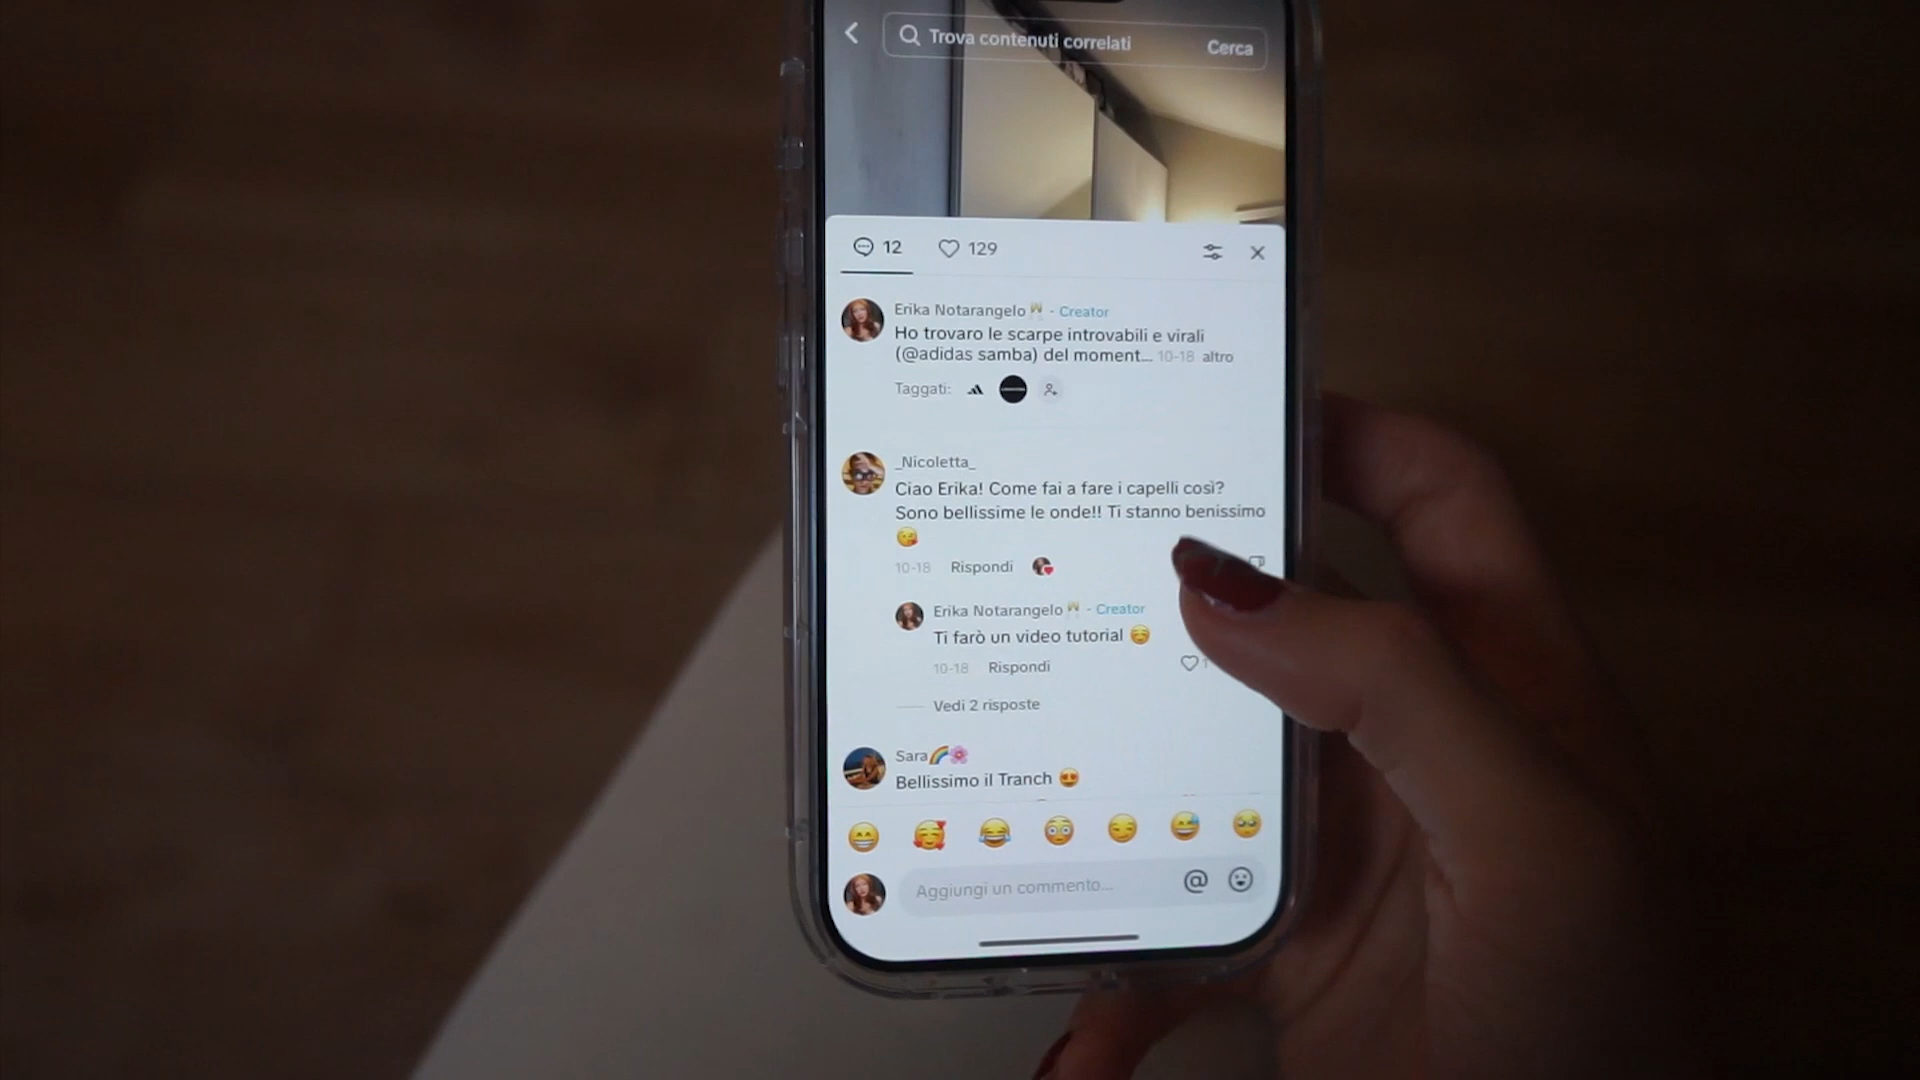 Trova contenuti correlati Cerca
12 129
Erika Notarangelo - Creator
Ho trovaro le scarpe introvabili e virali
(@adidas samba) del moment... 10-18 altro
Taggati:
_Nicoletta_
Ciao Erika! Come fai a fare i capelli così?
Sono bellissime le onde!! Ti stanno benissimo
😘
10-18 Rispondi
Erika Notarangelo - Creator
Ti farò un video tutorial ☺️
10-18 Rispondi 1
Vedi 2 risposte
Sara🌈🌸
Bellissimo il Tranch 😍
😁 🥰 😂 😳 😏 😅 🥹
Aggiungi un commento... @